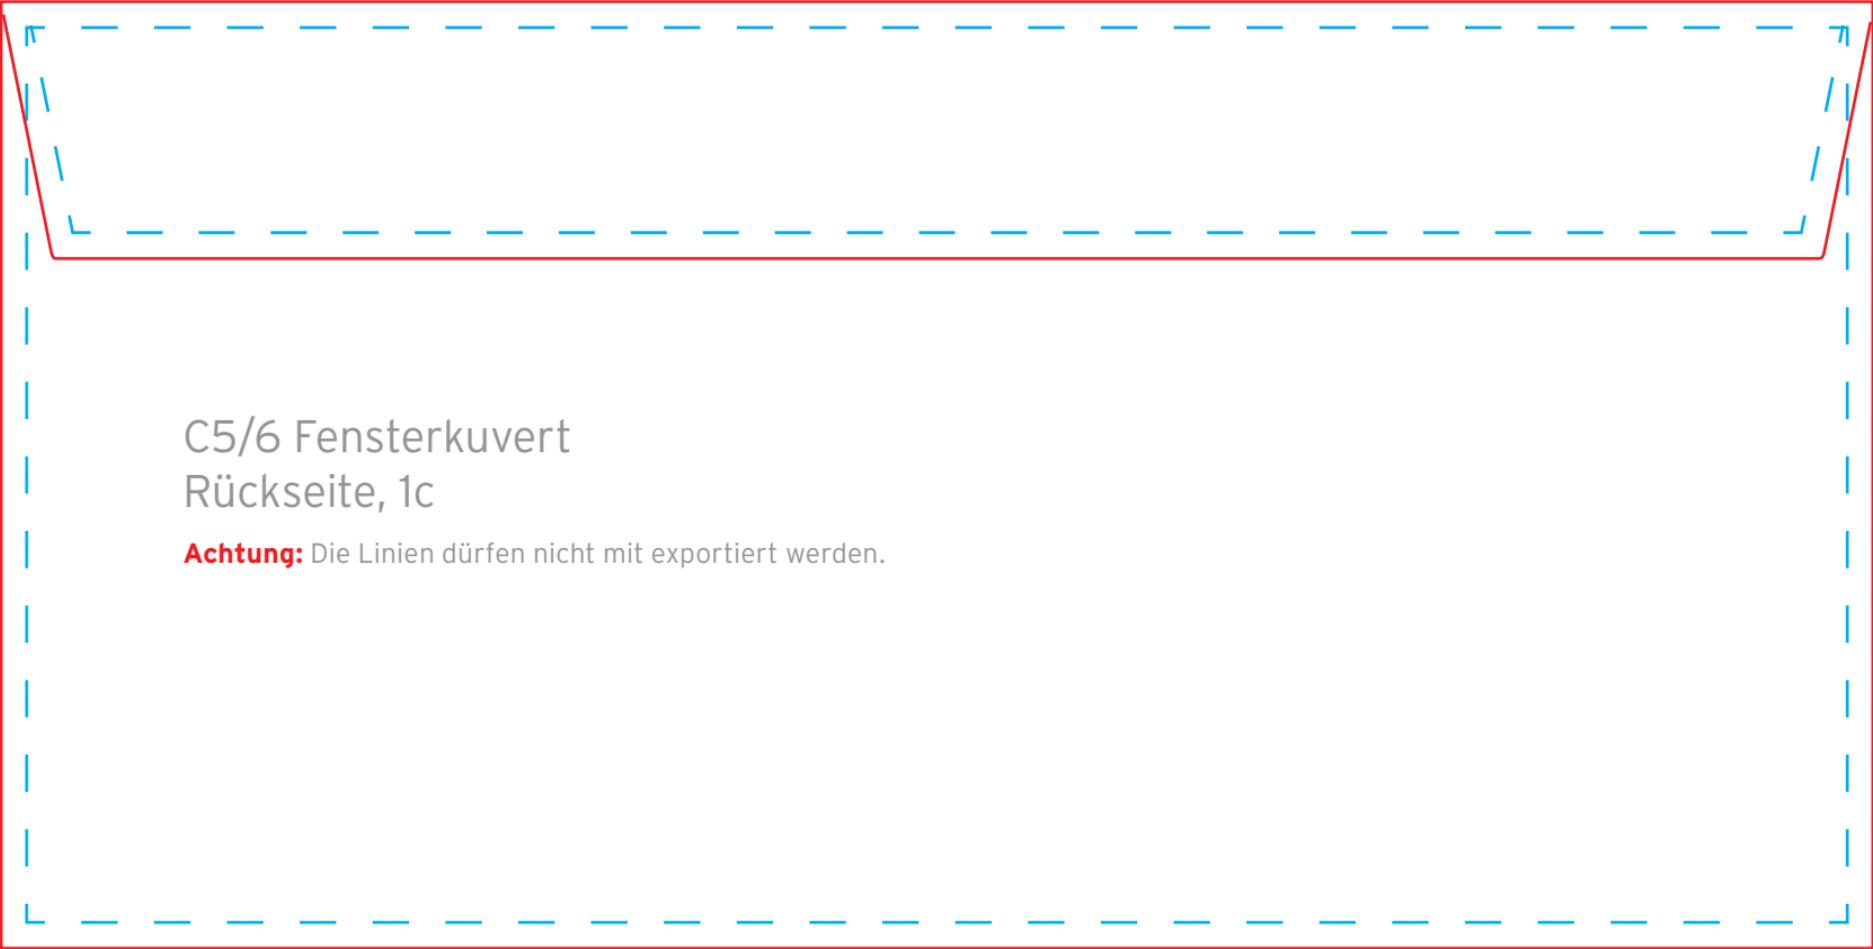 C5/6 Fensterkuvert
Rückseite, 1c
Achtung: Die Linien dürfen nicht mit exportiert werden.